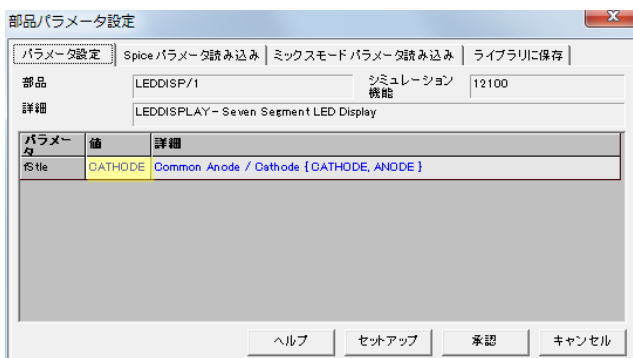 部品パラメータ設定
パラメータ設定 Spice パラメータ読み込み ミックスモード パラメータ読み込み ライブラリに保存
部品 LEDDISP/1 シミュレーション機能 12100
詳細 LEDDISPLAY - Seven Segment LED Display
パラメータ 値 詳細
fStle CATHODE Common Anode / Cathode { CATHODE, ANODE }
ヘルプ セットアップ 承認 キャンセル